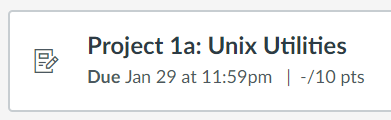 Project 1a: Unix Utilities
Due Jan 29 at 11:59pm | -/10 pts